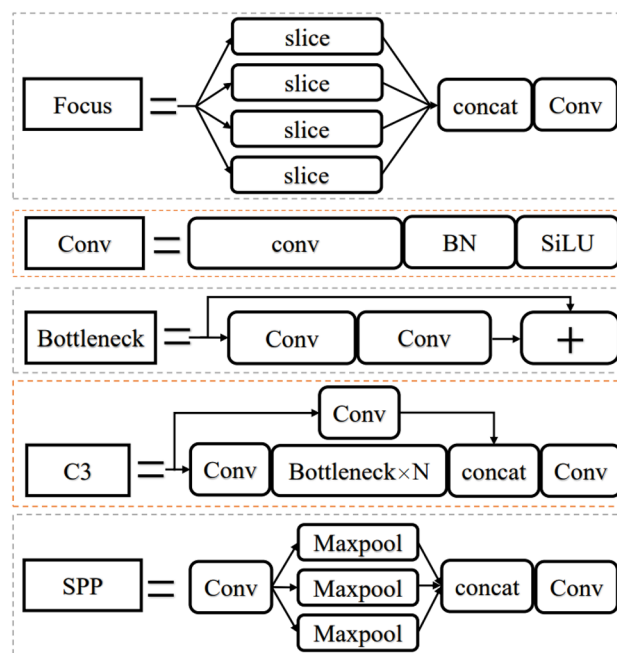 slice
slice
Focus = slice concat Conv
slice
Conv = conv BN SiLU
Bottleneck = Conv Conv +
Conv
C3 = Conv Bottleneck×N concat Conv
Maxpool
SPP = Conv Maxpool concat Conv
Maxpool